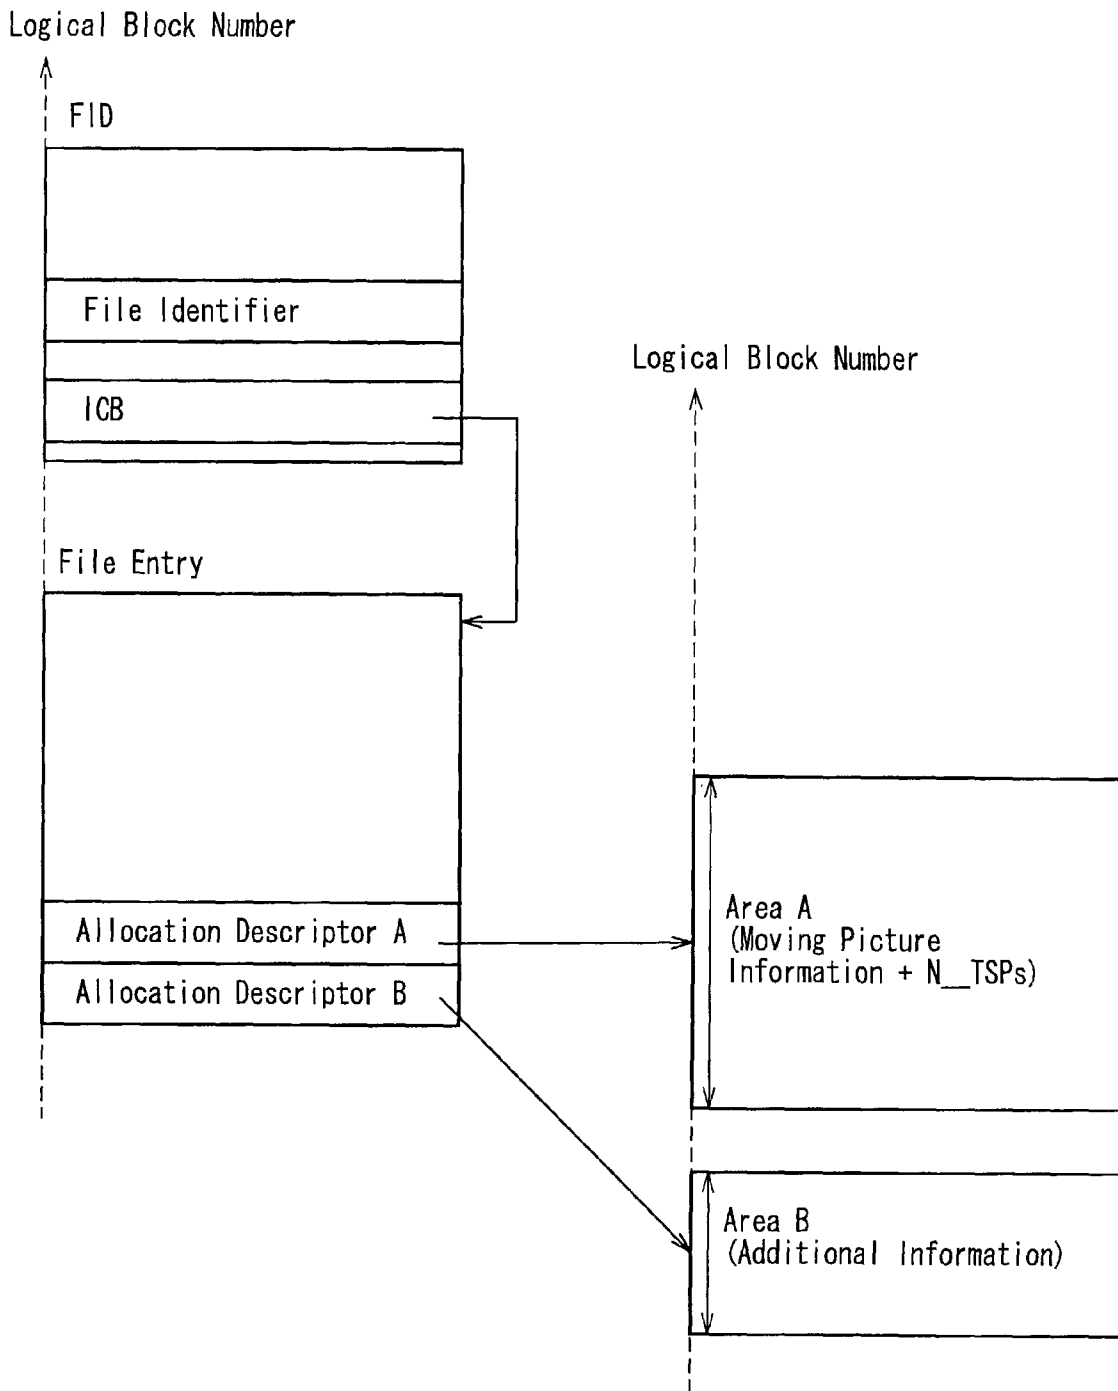 Logical Block Number
FID
File Identifier
ICB
File Entry
Allocation Descriptor A
Allocation Descriptor B
Logical Block Number
Area A
(Moving Picture
Information + N__TSPs)
Area B
(Additional Information)